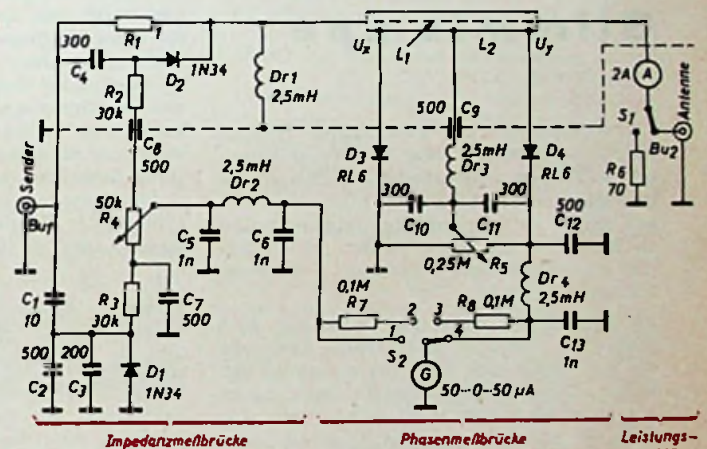 R1 1
300
C4
D2
1N34
R2
30k
Dr1
2,5mH
Ux
L1
L2
Uy
2A
A
S1
Antenne
Bu2
R6
70
C8
500
500
C9
2,5mH
Dr3
D3
RL6
D4
RL6
300
300
C10
C11
500
C12
0,25M
R5
Dr4
2,5mH
C13
1n
Sender
Bu1
50k
R4
2,5mH
Dr2
C5
1n
C6
1n
C1
10
R3
30k
C7
500
500
C2
200
C3
D1
1N34
0,1M
R7
2
1
3
4
S2
R8
0,1M
G
50-0-50 µA
Impedanzmeßbrücke
Phasenmeßbrücke
Leistungs-